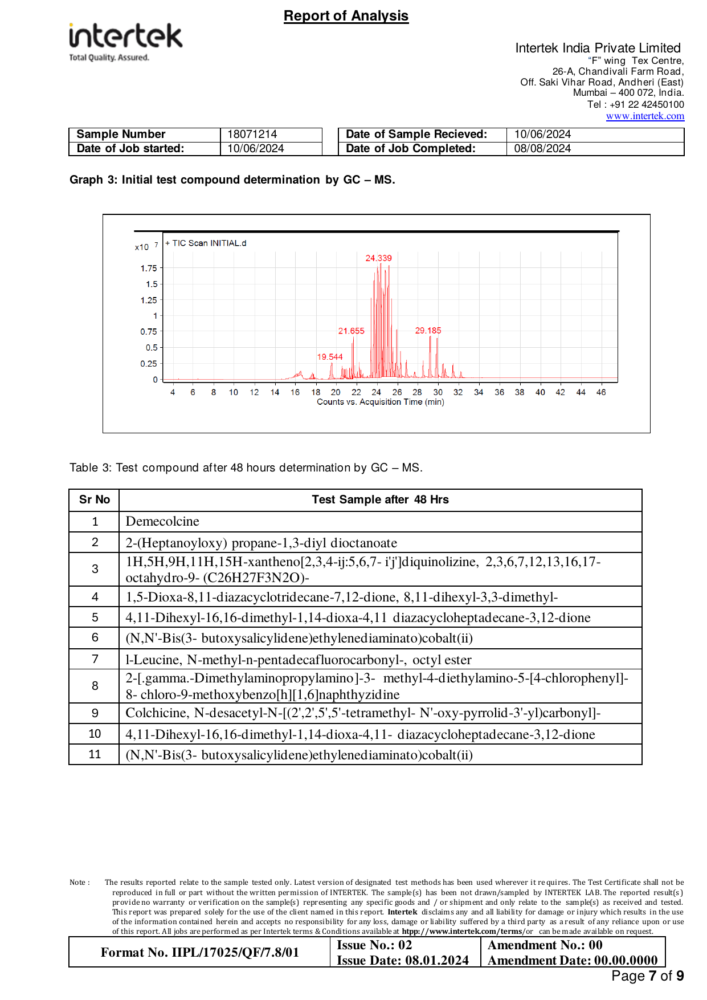 Report of Analysis
intertek
Total Quality. Assured.
Intertek India Private Limited
“F” wing Tex Centre,
26-A, Chandivali Farm Road,
Off. Saki Vihar Road, Andheri (East)
Mumbai – 400 072, India.
Tel : +91 22 42450100
www.intertek.com
Sample Number 18071214 Date of Sample Recieved: 10/06/2024
Date of Job started: 10/06/2024 Date of Job Completed: 08/08/2024
Graph 3: Initial test compound determination by GC – MS.
x10 7 + TIC Scan INITIAL.d
24.339
1.75
1.5
1.25
1
0.75 21.655 29.185
0.5
0.25 19.544
0
4 6 8 10 12 14 16 18 20 22 24 26 28 30 32 34 36 38 40 42 44 46
Counts vs. Acquisition Time (min)
Table 3: Test compound after 48 hours determination by GC – MS.
Sr No Test Sample after 48 Hrs
1 Demecolcine
2 2-(Heptanoyloxy) propane-1,3-diyl dioctanoate
3 1H,5H,9H,11H,15H-xantheno[2,3,4-ij:5,6,7- i'j']diquinolizine, 2,3,6,7,12,13,16,17-
octahydro-9- (C26H27F3N2O)-
4 1,5-Dioxa-8,11-diazacyclotridecane-7,12-dione, 8,11-dihexyl-3,3-dimethyl-
5 4,11-Dihexyl-16,16-dimethyl-1,14-dioxa-4,11 diazacycloheptadecane-3,12-dione
6 (N,N'-Bis(3- butoxysalicylidene)ethylenediaminato)cobalt(ii)
7 l-Leucine, N-methyl-n-pentadecafluorocarbonyl-, octyl ester
8 2-[.gamma.-Dimethylaminopropylamino]-3- methyl-4-diethylamino-5-[4-chlorophenyl]-
8- chloro-9-methoxybenzo[h][1,6]naphthyzidine
9 Colchicine, N-desacetyl-N-[(2',2',5',5'-tetramethyl- N'-oxy-pyrrolid-3'-yl)carbonyl]-
10 4,11-Dihexyl-16,16-dimethyl-1,14-dioxa-4,11- diazacycloheptadecane-3,12-dione
11 (N,N'-Bis(3- butoxysalicylidene)ethylenediaminato)cobalt(ii)
Note : The results reported relate to the sample tested only. Latest version of designated test methods has been used wherever it requires. The Test Certificate shall not be
reproduced in full or part without the written permission of INTERTEK. The sample(s) has been not drawn/sampled by INTERTEK LAB. The reported result(s)
provide no warranty or verification on the sample(s) representing any specific goods and / or shipment and only relate to the sample(s) as received and tested.
This report was prepared solely for the use of the client named in this report. Intertek disclaims any and all liability for damage or injury which results in the use
of the information contained herein and accepts no responsibility for any loss, damage or liability suffered by a third party as a result of any reliance upon or use
of this report. All jobs are performed as per Intertek terms & Conditions available at htpp://www.intertek.com/terms/or can be made available on request.
Format No. IIPL/17025/QF/7.8/01 Issue No.: 02 Amendment No.: 00
Issue Date: 08.01.2024 Amendment Date: 00.00.0000
Page 7 of 9